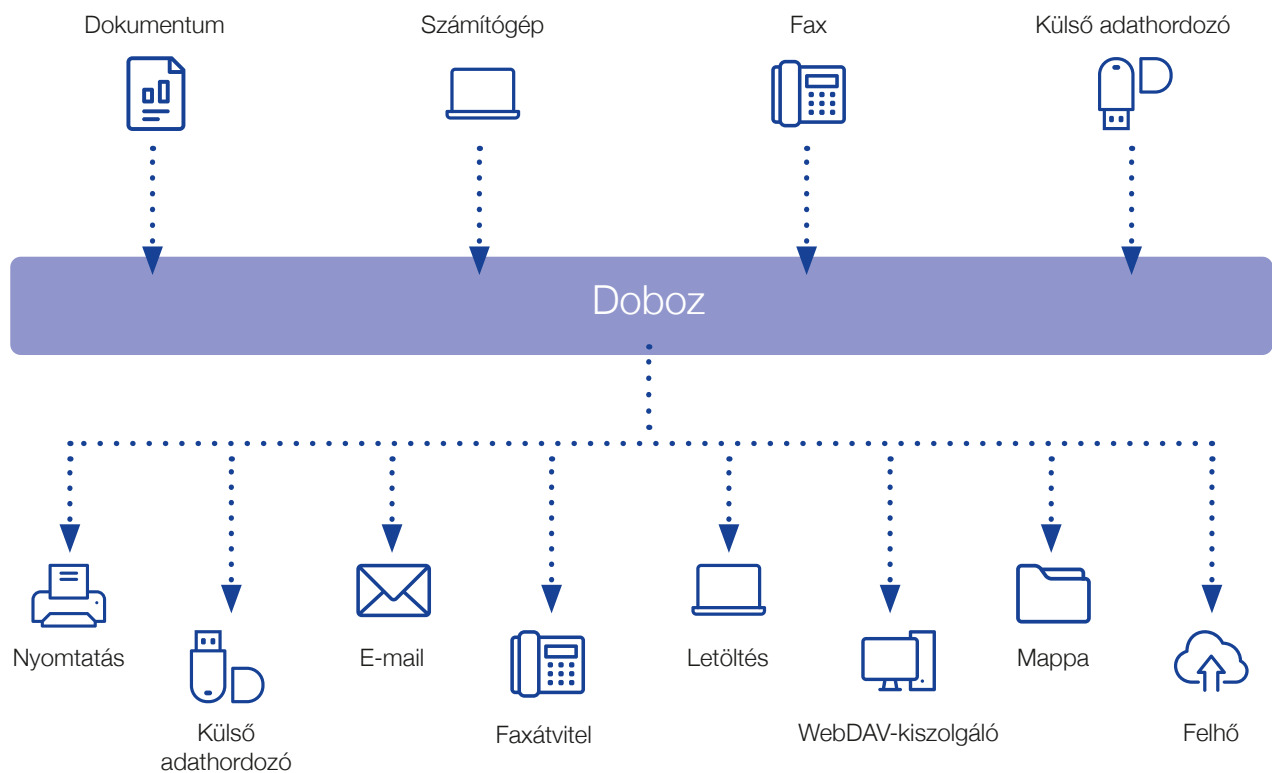 Dokumentum
Számítógép
Fax
Külső adathordozó
Doboz
Nyomtatás
E-mail
Letöltés
Mappa
Külső
adathordozó
Faxátvitel
WebDAV-kiszolgáló
Felhő